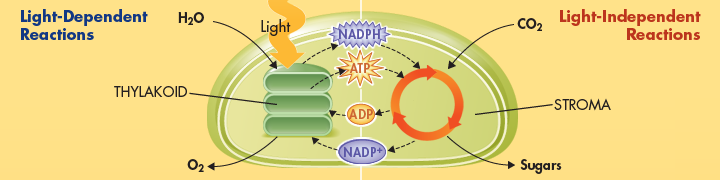 Light-Dependent
Reactions
H₂O
Light
NADPH
CO₂
Light-Independent
Reactions
ATP
THYLAKOID
ADP
STROMA
NADP⁺
O₂
Sugars